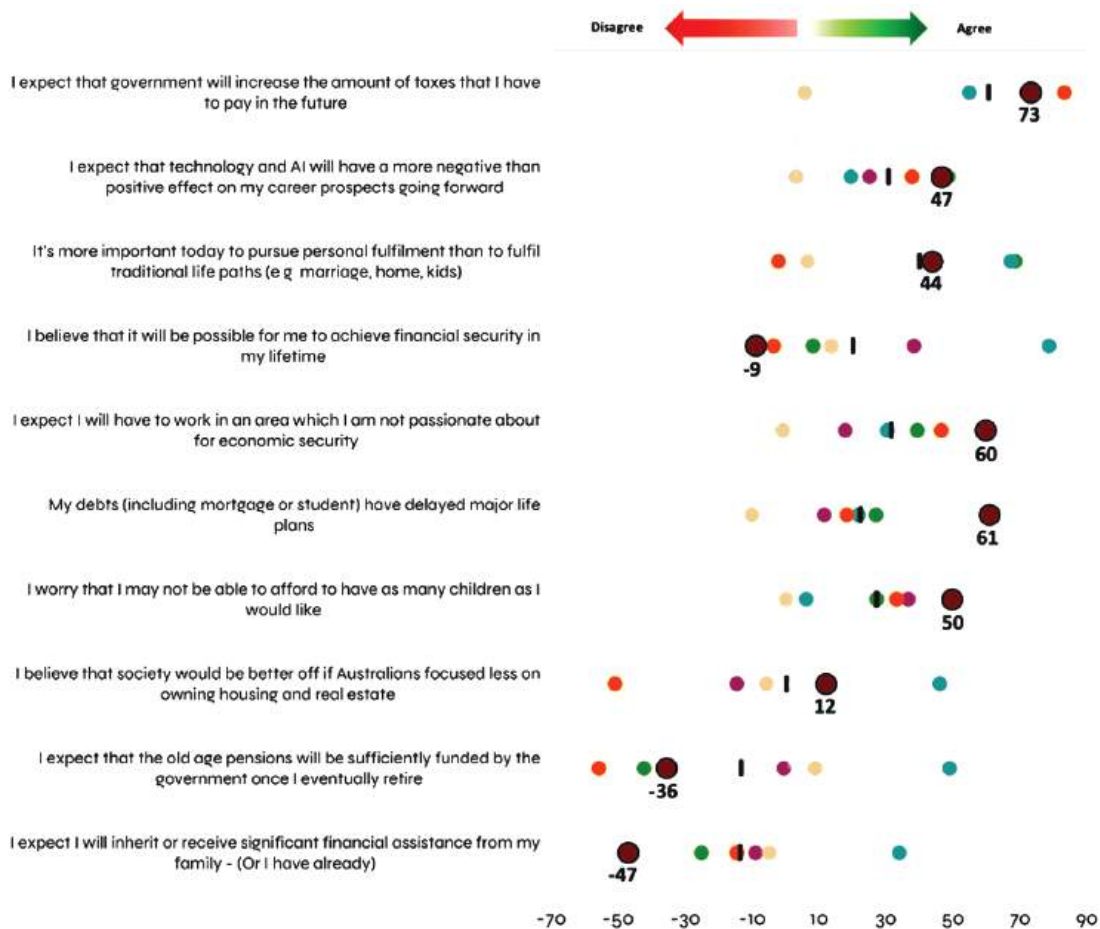 Disagree
Agree
I expect that government will increase the amount of taxes that I have
to pay in the future
73
I expect that technology and AI will have a more negative than
positive effect on my career prospects going forward
47
It's more important today to pursue personal fulfilment than to fulfil
traditional life paths (e g marriage, home, kids)
44
I believe that it will be possible for me to achieve financial security in
my lifetime
-9
I expect I will have to work in an area which I am not passionate about
for economic security
60
My debts (including mortgage or student) have delayed major life
plans
61
I worry that I may not be able to afford to have as many children as I
would like
50
I believe that society would be better off if Australians focused less on
owning housing and real estate
12
I expect that the old age pensions will be sufficiently funded by the
government once I eventually retire
-36
I expect I will inherit or receive significant financial assistance from my
family - (Or I have already)
-47
-70 -50 -30 -10 10 30 50 70 90